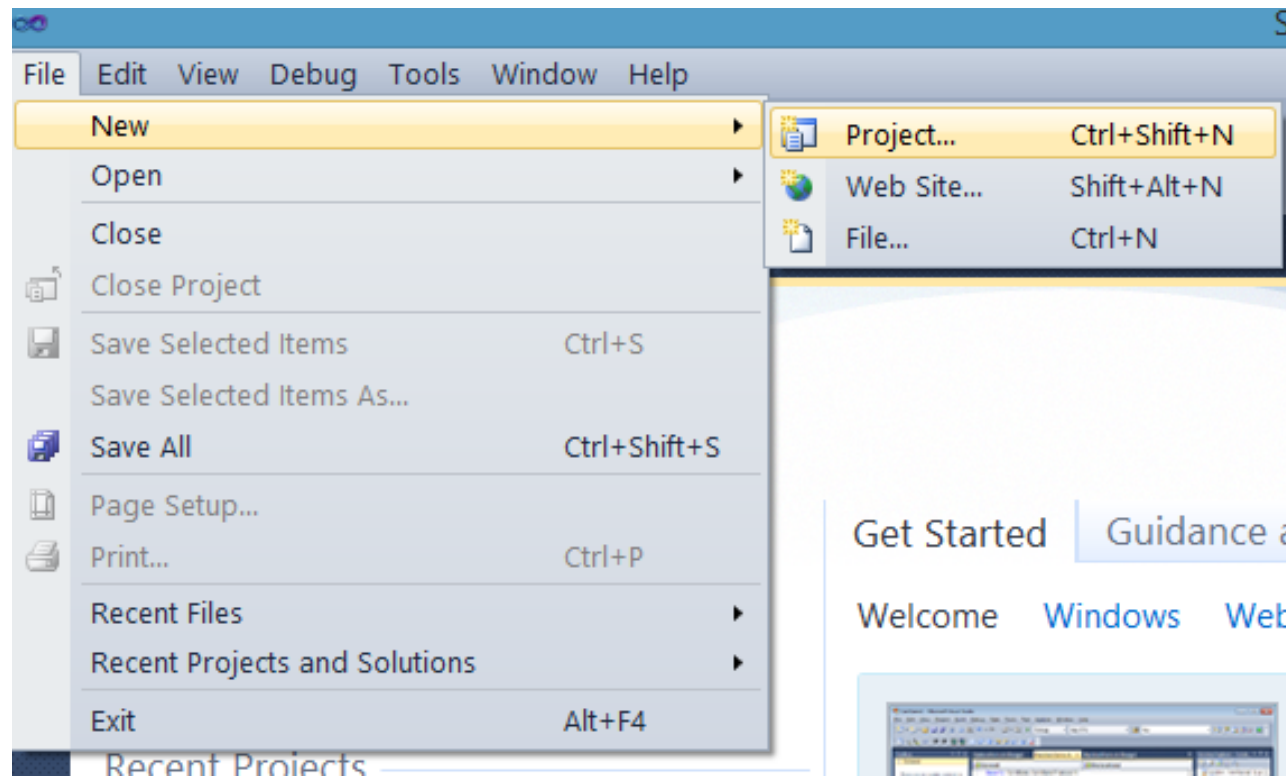 S
File Edit View Debug Tools Window Help
New
Open
Close
Close Project
Save Selected Items Ctrl+S
Save Selected Items As...
Save All Ctrl+Shift+S
Page Setup...
Print... Ctrl+P
Recent Files
Recent Projects and Solutions
Exit Alt+F4
Project... Ctrl+Shift+N
Web Site... Shift+Alt+N
File... Ctrl+N
Get Started Guidance a
Welcome Windows Web
Recent Projects